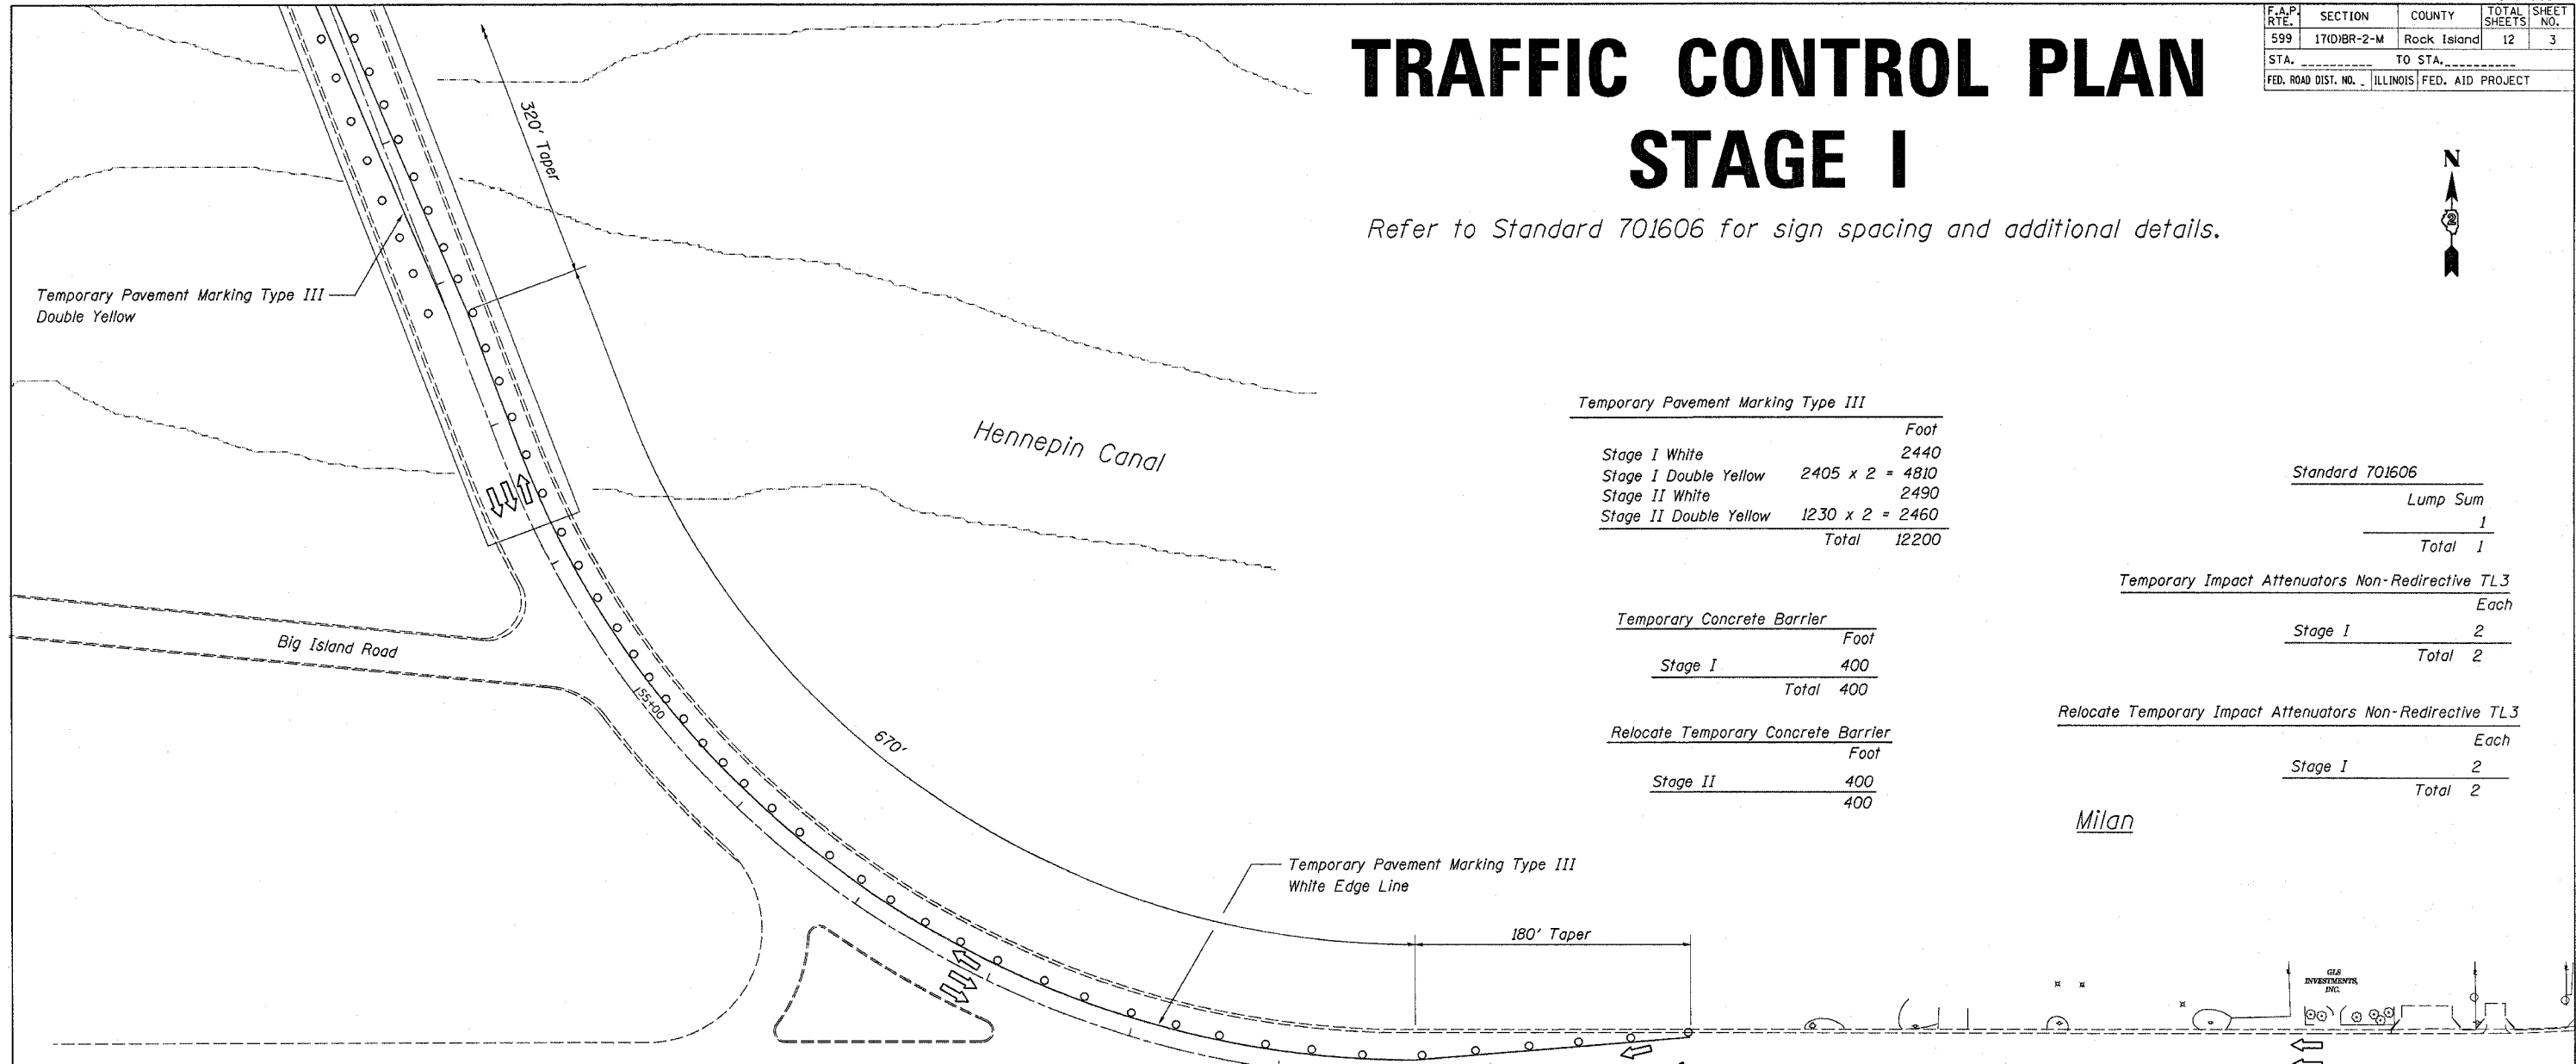 TRAFFIC CONTROL PLAN
STAGE I
Refer to Standard 701606 for sign spacing and additional details.
F.A.P. RTE. SECTION COUNTY TOTAL SHEETS SHEET NO.
599 17(D)BR-2-M Rock Island 12 3
STA. __________ TO STA. __________
FED. ROAD DIST. NO. _ ILLINOIS FED. AID PROJECT
N
2
320' Taper
Temporary Pavement Marking Type III
Double Yellow
Hennepin Canal
Big Island Road
55+00
670'
Temporary Pavement Marking Type III
Foot
Stage I White 2440
Stage I Double Yellow 2405 x 2 = 4810
Stage II White 2490
Stage II Double Yellow 1230 x 2 = 2460
Total 12200
Temporary Concrete Barrier
Foot
Stage I 400
Total 400
Relocate Temporary Concrete Barrier
Foot
Stage II 400
400
Standard 701606
Lump Sum
1
Total 1
Temporary Impact Attenuators Non-Redirective TL3
Each
Stage I 2
Total 2
Relocate Temporary Impact Attenuators Non-Redirective TL3
Each
Stage I 2
Total 2
Milan
Temporary Pavement Marking Type III
White Edge Line
180' Taper
GLS
INVESTMENTS,
INC.